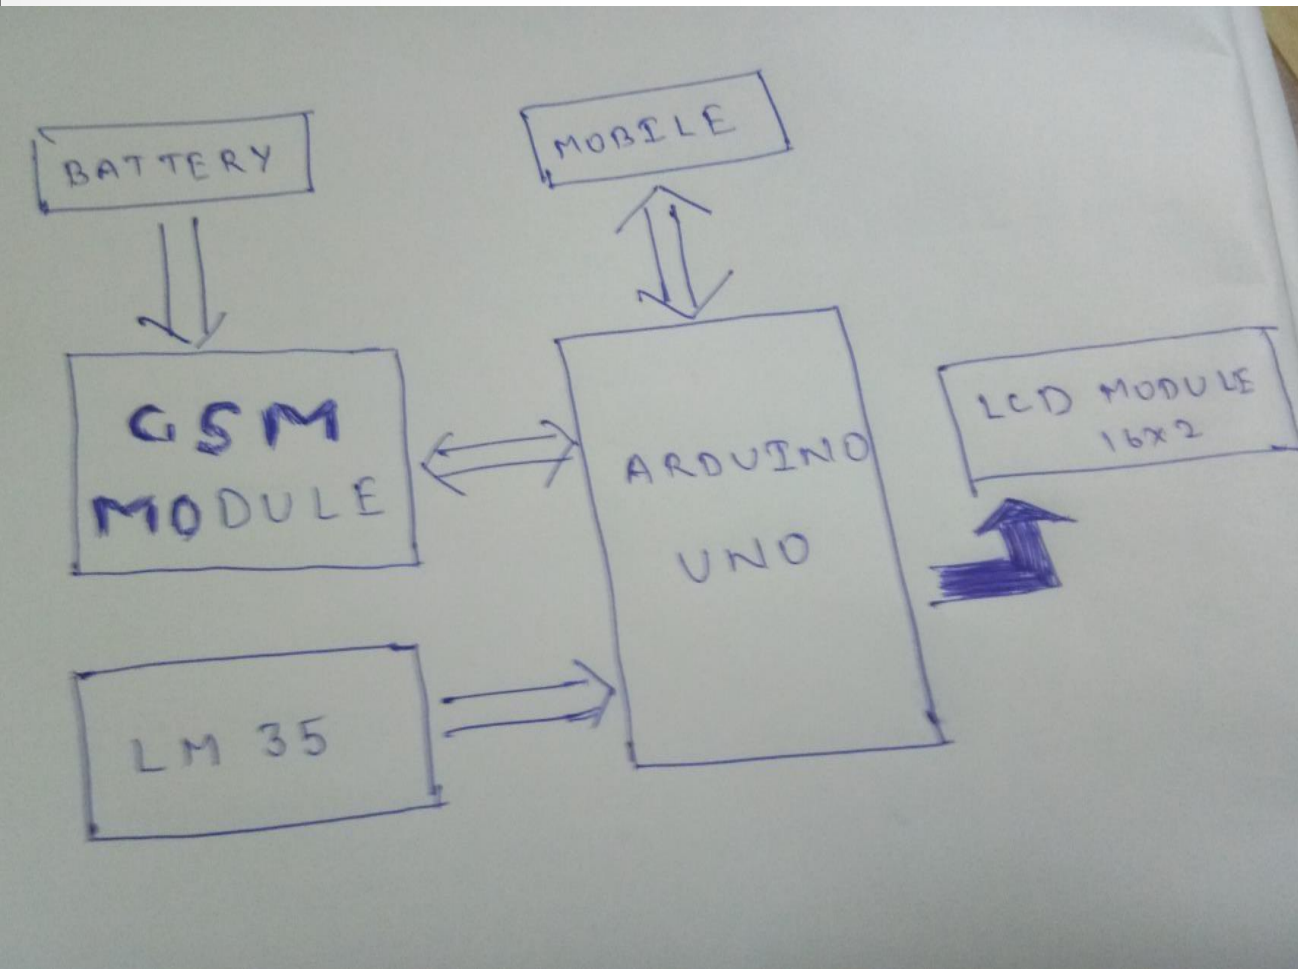 BATTERY
MOBILE
GSM
MODULE
ARDUINO
UNO
LCD MODULE
16x2
LM 35